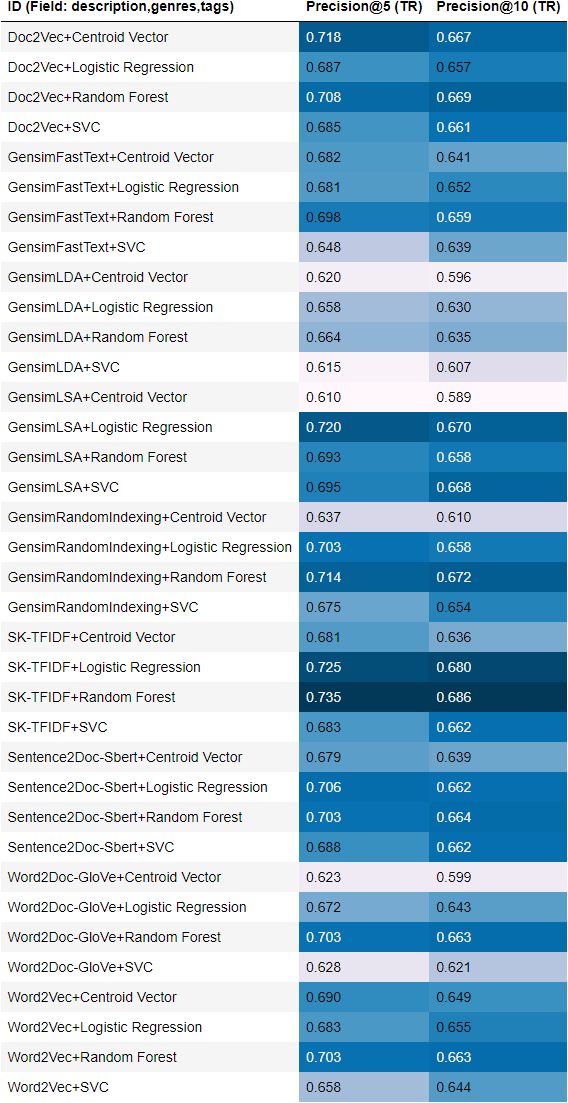 ID (Field: description,genres,tags) Precision@5 (TR) Precision@10 (TR)
Doc2Vec+Centroid Vector 0.718 0.667
Doc2Vec+Logistic Regression 0.687 0.657
Doc2Vec+Random Forest 0.708 0.669
Doc2Vec+SVC 0.685 0.661
GensimFastText+Centroid Vector 0.682 0.641
GensimFastText+Logistic Regression 0.681 0.652
GensimFastText+Random Forest 0.698 0.659
GensimFastText+SVC 0.648 0.639
GensimLDA+Centroid Vector 0.620 0.596
GensimLDA+Logistic Regression 0.658 0.630
GensimLDA+Random Forest 0.664 0.635
GensimLDA+SVC 0.615 0.607
GensimLSA+Centroid Vector 0.610 0.589
GensimLSA+Logistic Regression 0.720 0.670
GensimLSA+Random Forest 0.693 0.658
GensimLSA+SVC 0.695 0.668
GensimRandomIndexing+Centroid Vector 0.637 0.610
GensimRandomIndexing+Logistic Regression 0.703 0.658
GensimRandomIndexing+Random Forest 0.714 0.672
GensimRandomIndexing+SVC 0.675 0.654
SK-TFIDF+Centroid Vector 0.681 0.636
SK-TFIDF+Logistic Regression 0.725 0.680
SK-TFIDF+Random Forest 0.735 0.686
SK-TFIDF+SVC 0.683 0.662
Sentence2Doc-Sbert+Centroid Vector 0.679 0.639
Sentence2Doc-Sbert+Logistic Regression 0.706 0.662
Sentence2Doc-Sbert+Random Forest 0.703 0.664
Sentence2Doc-Sbert+SVC 0.688 0.662
Word2Doc-GloVe+Centroid Vector 0.623 0.599
Word2Doc-GloVe+Logistic Regression 0.672 0.643
Word2Doc-GloVe+Random Forest 0.703 0.663
Word2Doc-GloVe+SVC 0.628 0.621
Word2Vec+Centroid Vector 0.690 0.649
Word2Vec+Logistic Regression 0.683 0.655
Word2Vec+Random Forest 0.703 0.663
Word2Vec+SVC 0.658 0.644